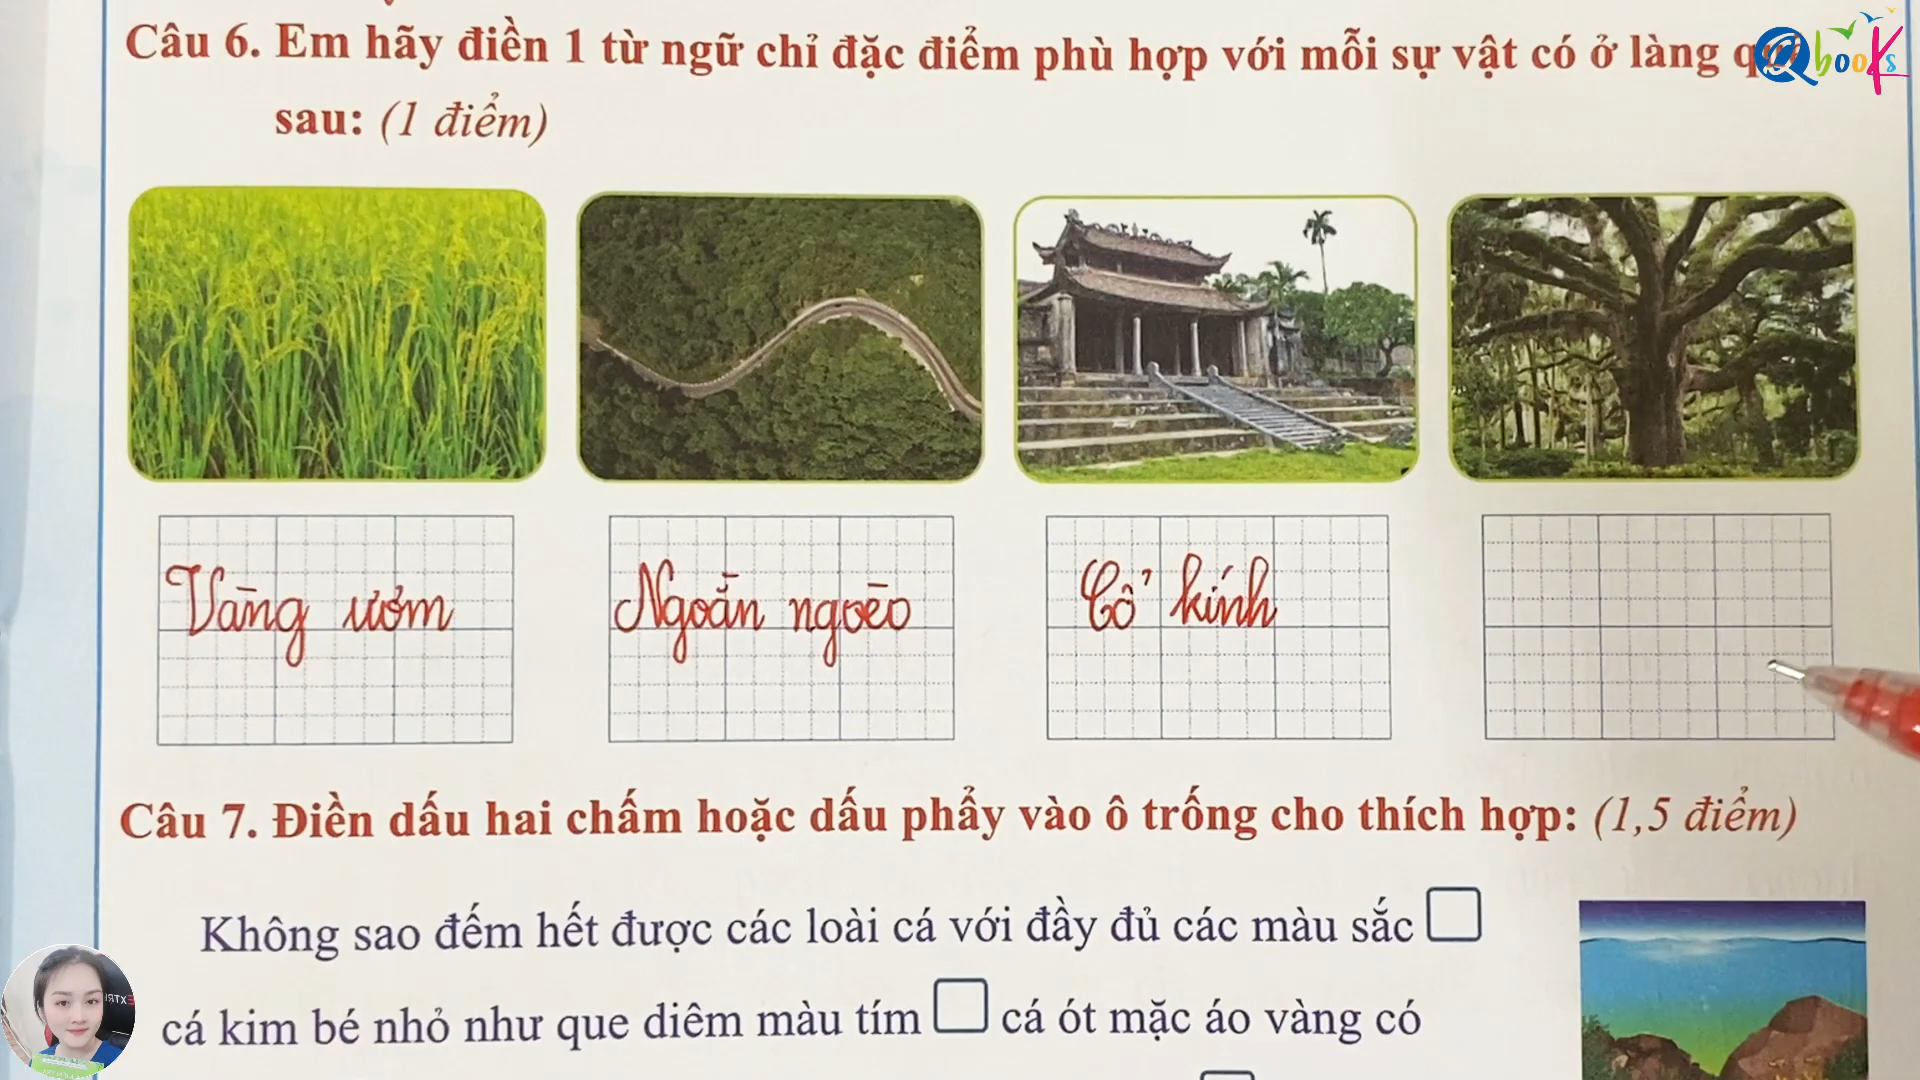 Câu 6. Em hãy điền 1 từ ngữ chỉ đặc điểm phù hợp với mỗi sự vật có ở làng
books
sau: (1 điểm)
Vàng ươm
Ngoằn ngoèo
Cổ kính
Câu 7. Điền dấu hai chấm hoặc dấu phẩy vào ô trống cho thích hợp: (1,5 điểm)
Không sao đếm hết được các loài cá với đầy đủ các màu sắc
cá kim bé nhỏ như que diêm màu tím cá ót mặc áo vàng có